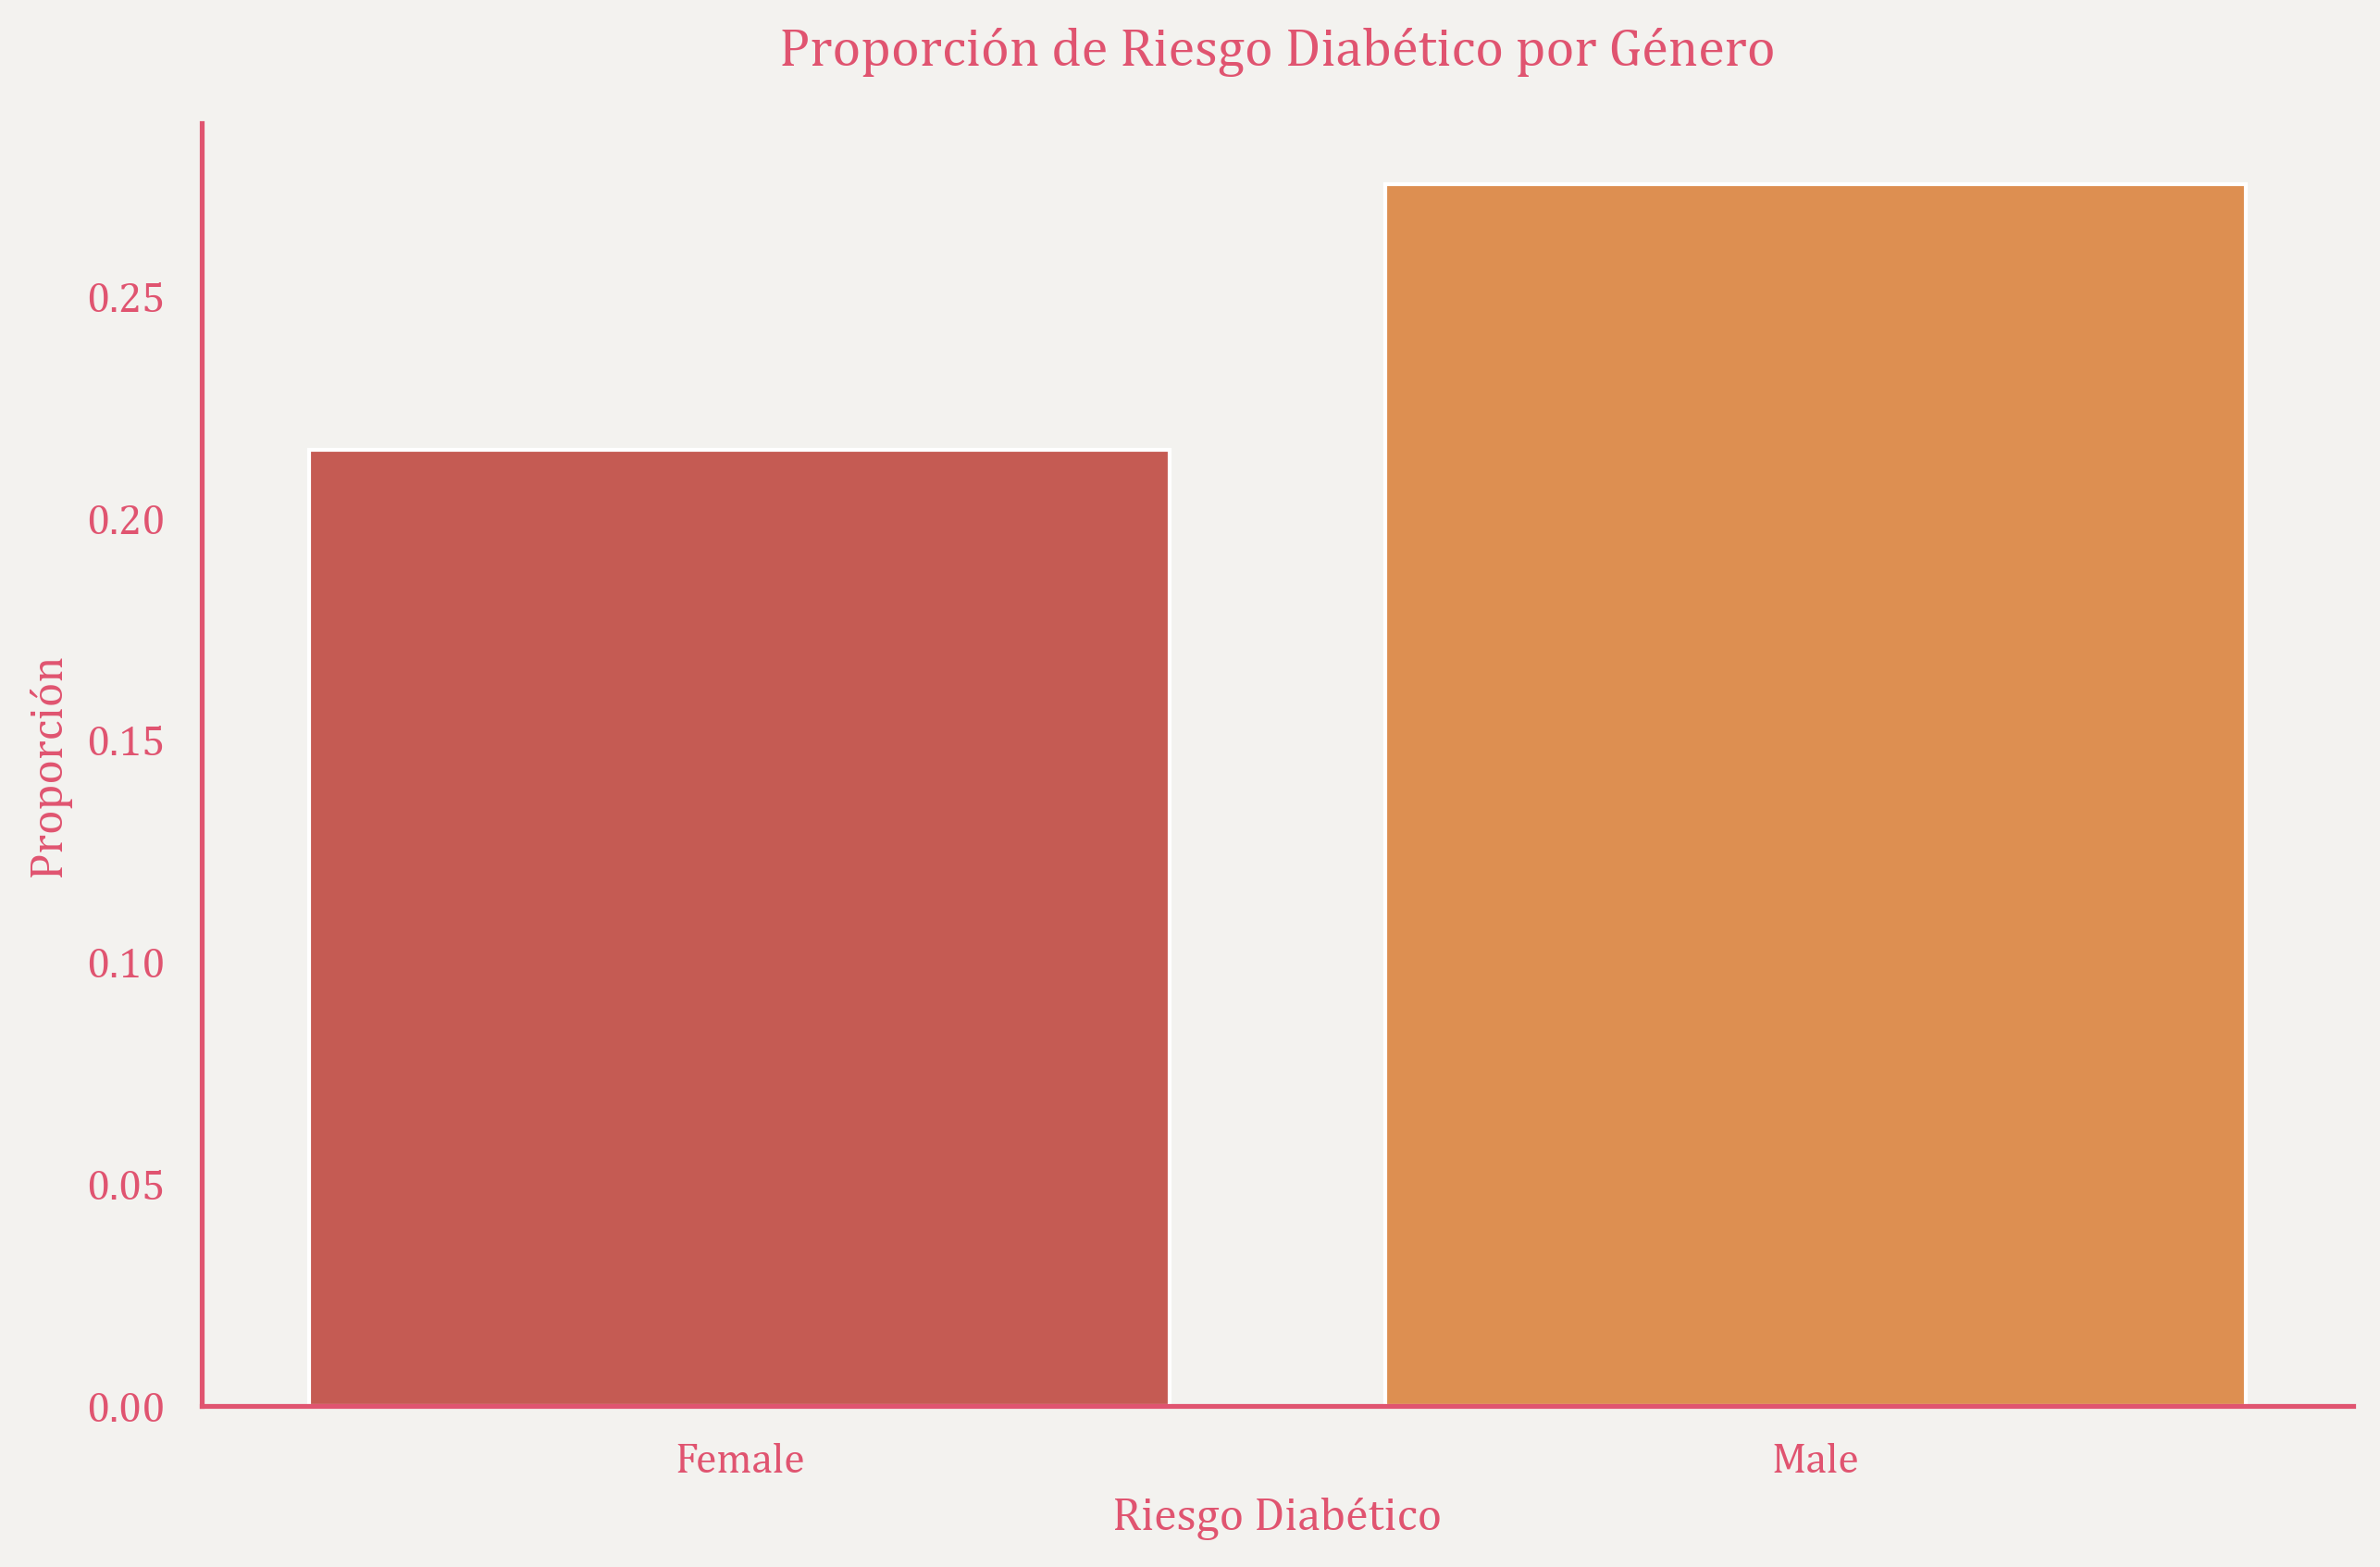 Proporción de Riesgo Diabético por Género
Proporción
0.25
0.20
0.15
0.10
0.05
0.00
Female
Male
Riesgo Diabético